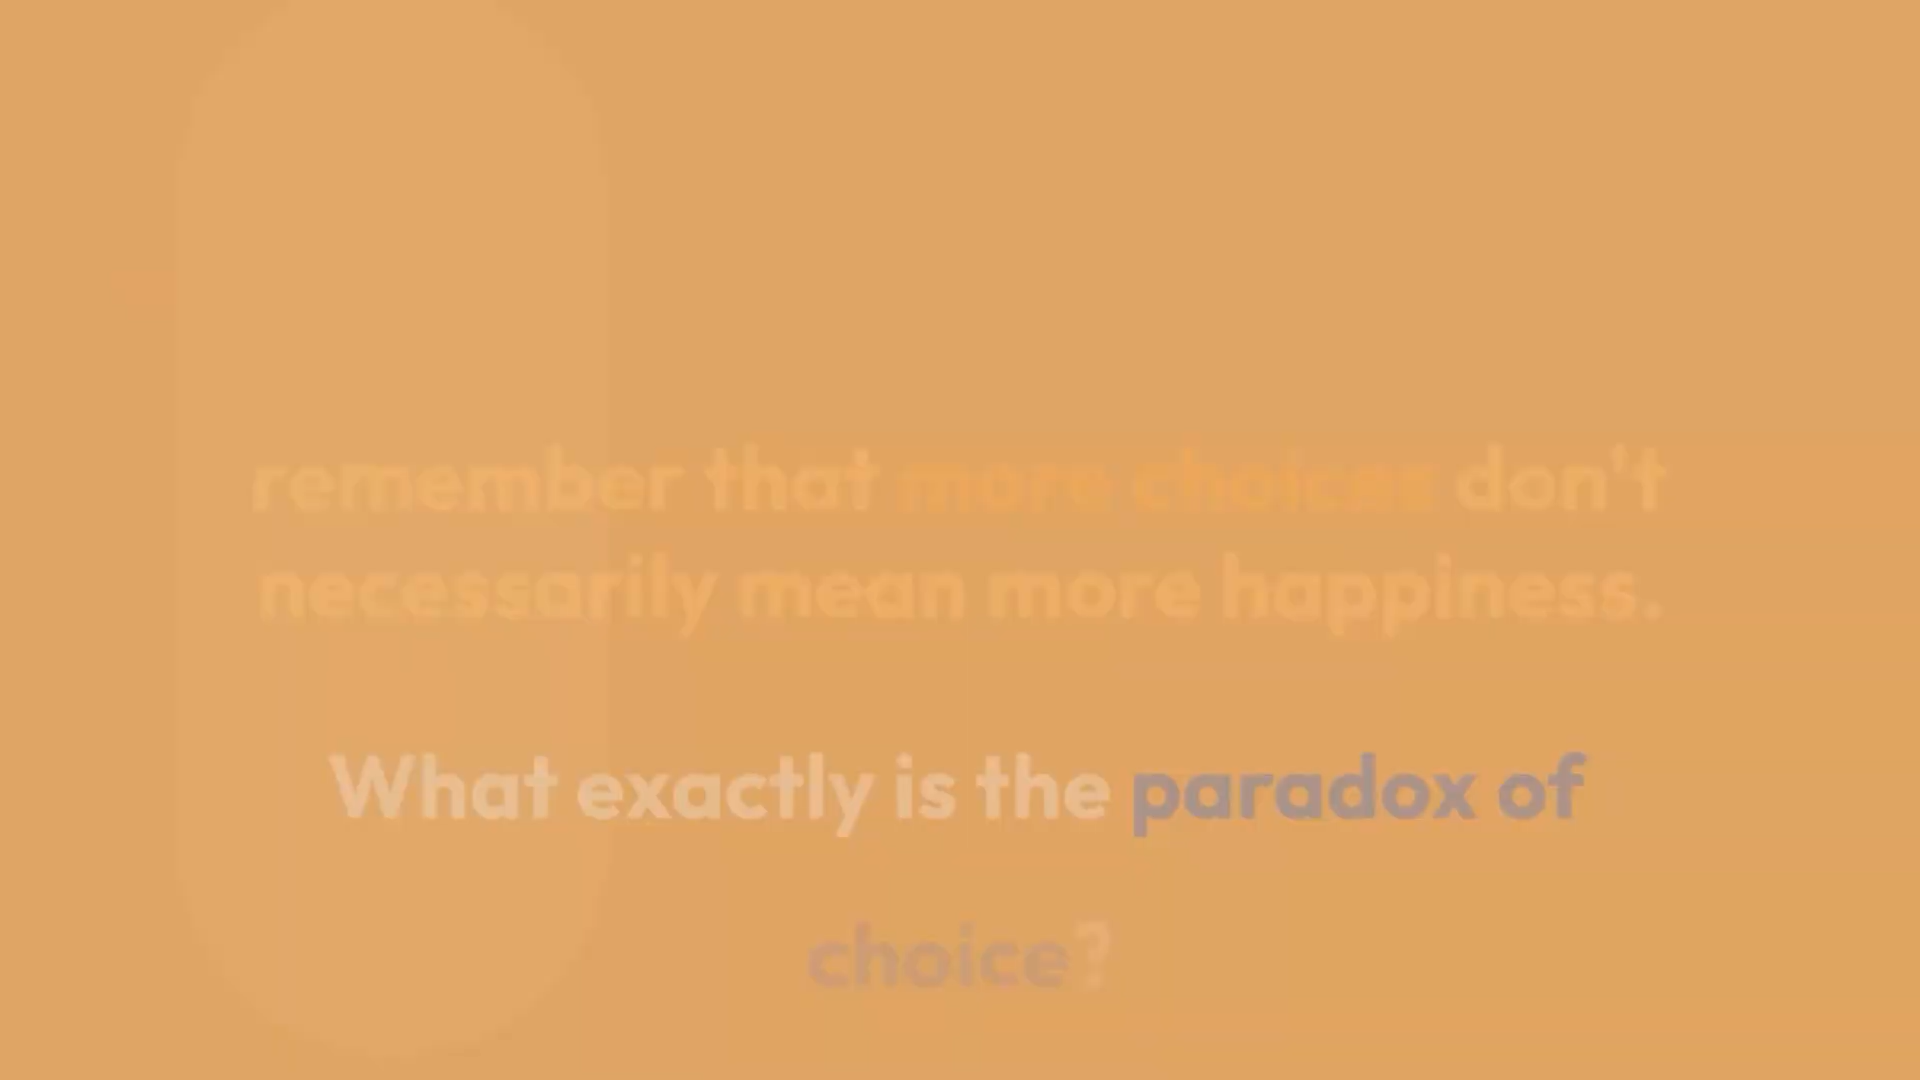 remember that more choices don't
necessarily mean more happiness.
What exactly is the paradox of
choice?